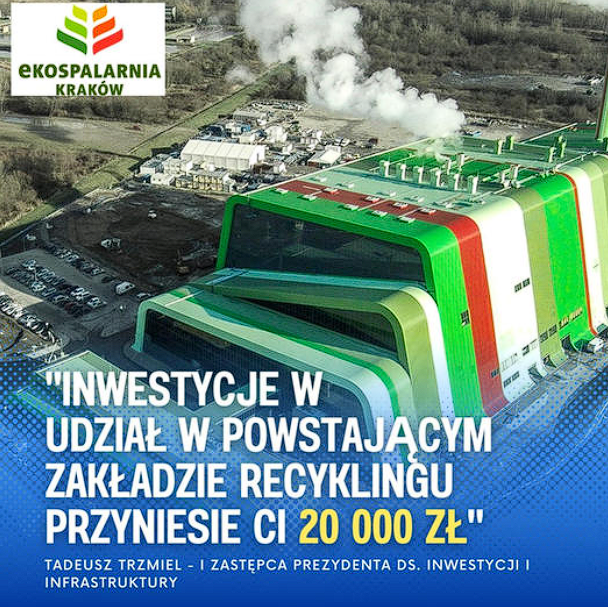 eKOSPALARNIA
KRAKÓW
"INWESTYCJE W
UDZIAŁ W POWSTAJĄCYM
ZAKŁADZIE RECYKLINGU
PRZYNIESIE CI 20 000 ZŁ"
TADEUSZ TRZMIEL - I ZASTĘPCA PREZYDENTA DS. INWESTYCJI I
INFRASTRUKTURY